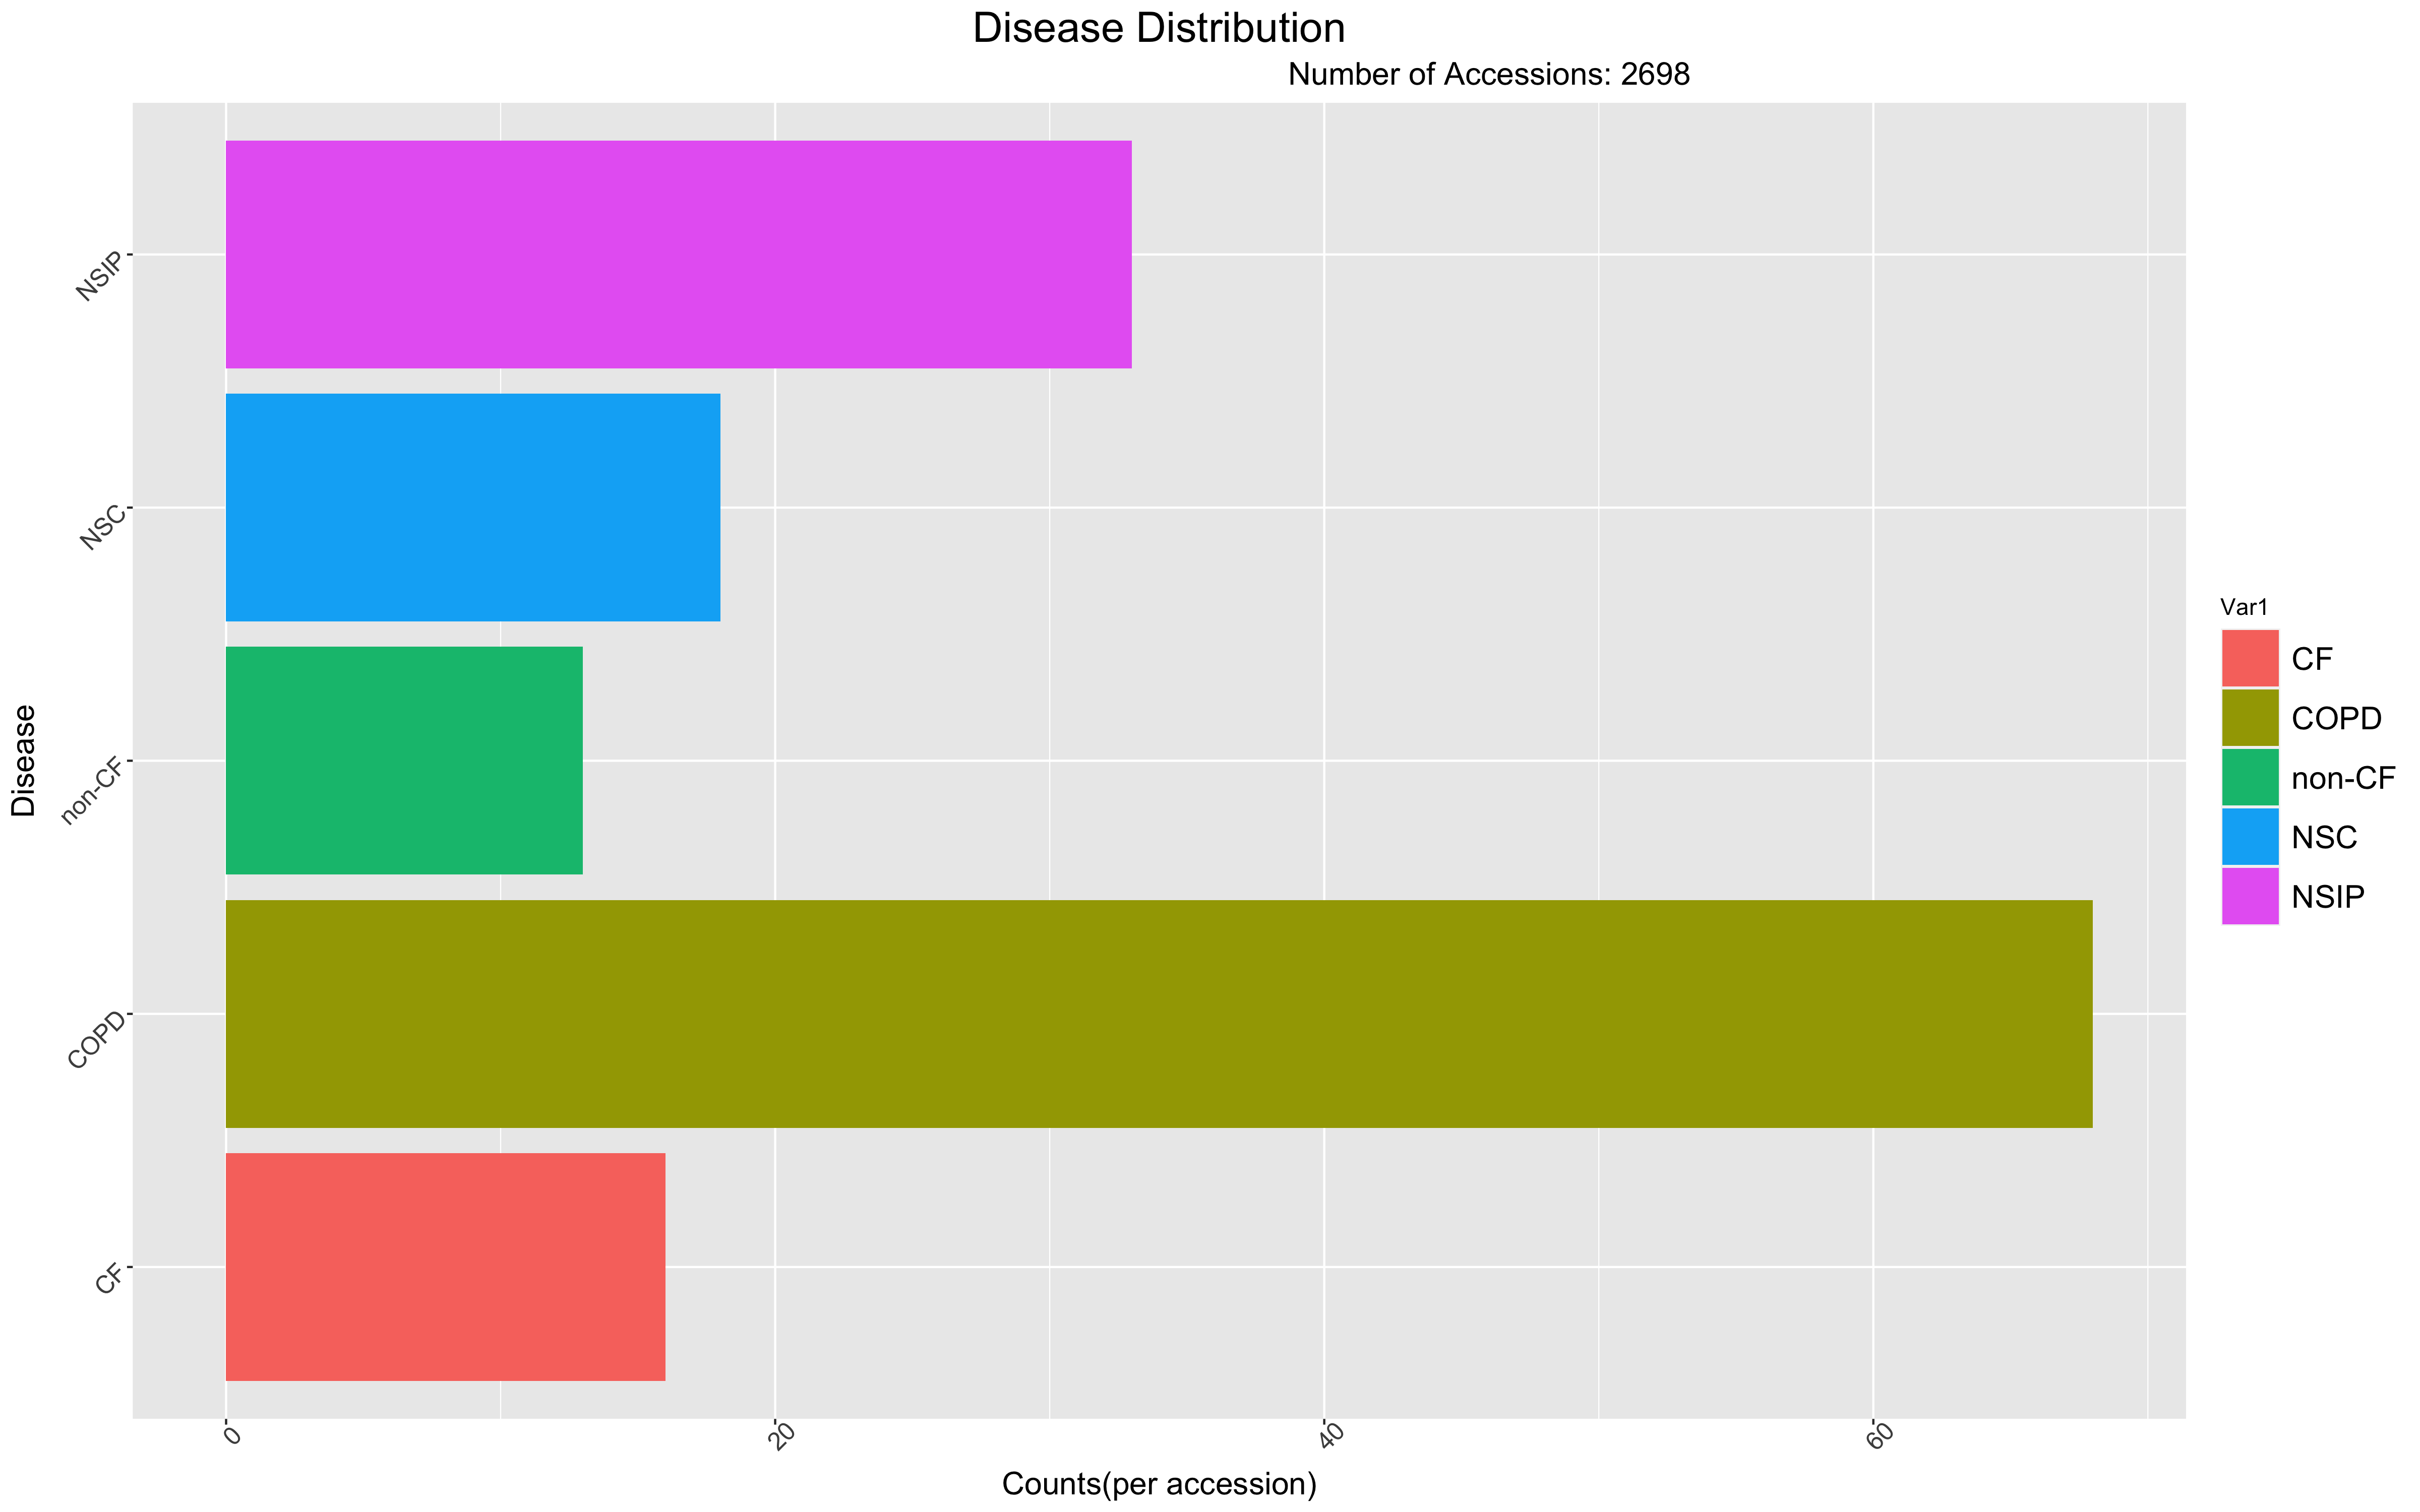 Disease Distribution
Number of Accessions: 2698
Disease
NSIP
NSC
non-CF
COPD
CF
0
20
40
60
Counts(per accession)
Var1
CF
COPD
non-CF
NSC
NSIP